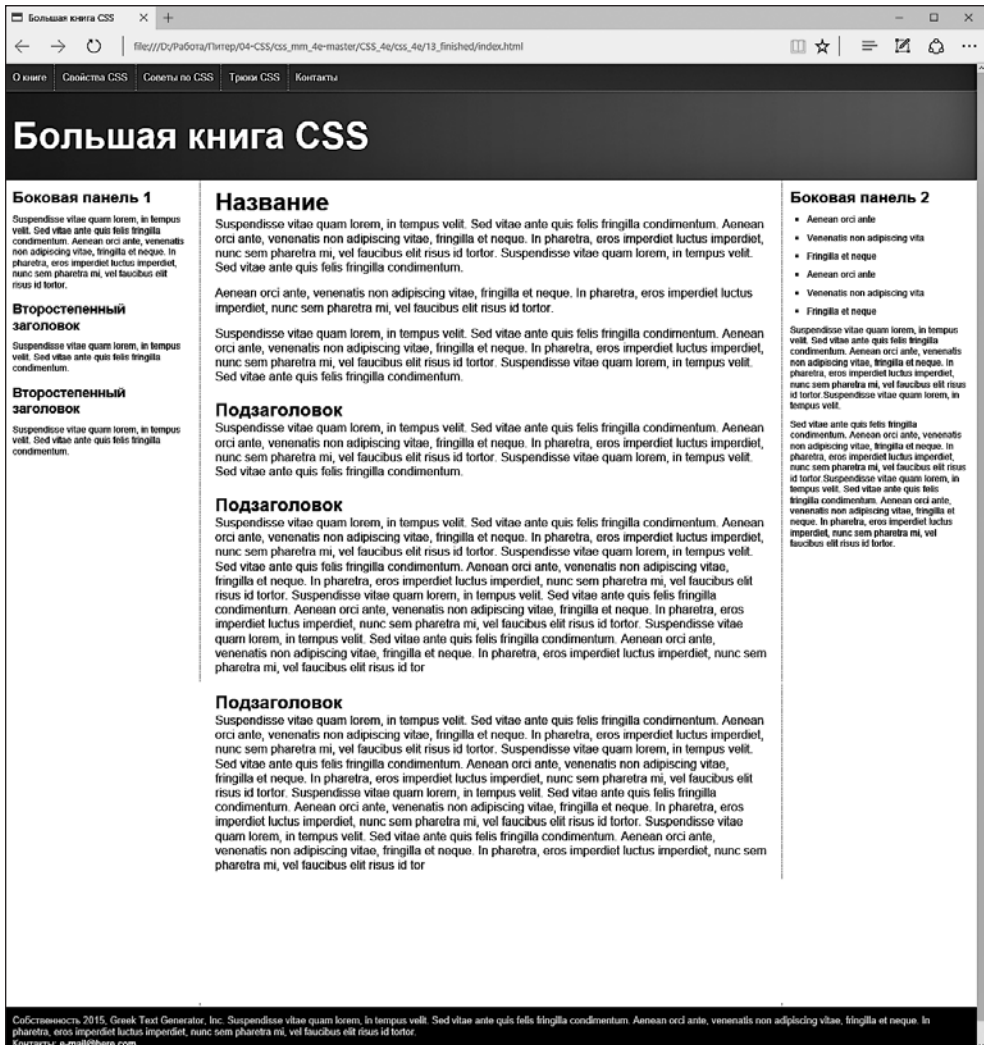 Большая книга CSS
file:///D:/Работа/Питер/04-CSS/css_mm_4e-master/CSS_4e/css_4e/13_finished/index.html
О книге Свойства CSS Советы по CSS Трюки CSS Контакты
Большая книга CSS
Боковая панель 1
Suspendisse vitae quam lorem, in tempus
velit. Sed vitae ante quis felis fringilla
condimentum. Aenean orci ante, venenatis
non adipiscing vitae, fringilla et neque. In
pharetra, eros imperdiet luctus imperdiet,
nunc sem pharetra mi, vel faucibus elit
risus id tortor.
Второстепенный
заголовок
Suspendisse vitae quam lorem, in tempus
velit. Sed vitae ante quis felis fringilla
condimentum.
Второстепенный
заголовок
Suspendisse vitae quam lorem, in tempus
velit. Sed vitae ante quis felis fringilla
condimentum.
Название
Suspendisse vitae quam lorem, in tempus velit. Sed vitae ante quis felis fringilla condimentum. Aenean
orci ante, venenatis non adipiscing vitae, fringilla et neque. In pharetra, eros imperdiet luctus imperdiet,
nunc sem pharetra mi, vel faucibus elit risus id tortor. Suspendisse vitae quam lorem, in tempus velit.
Sed vitae ante quis felis fringilla condimentum.
Aenean orci ante, venenatis non adipiscing vitae, fringilla et neque. In pharetra, eros imperdiet luctus
imperdiet, nunc sem pharetra mi, vel faucibus elit risus id tortor.
Suspendisse vitae quam lorem, in tempus velit. Sed vitae ante quis felis fringilla condimentum. Aenean
orci ante, venenatis non adipiscing vitae, fringilla et neque. In pharetra, eros imperdiet luctus imperdiet,
nunc sem pharetra mi, vel faucibus elit risus id tortor. Suspendisse vitae quam lorem, in tempus velit.
Sed vitae ante quis felis fringilla condimentum.
Подзаголовок
Suspendisse vitae quam lorem, in tempus velit. Sed vitae ante quis felis fringilla condimentum. Aenean
orci ante, venenatis non adipiscing vitae, fringilla et neque. In pharetra, eros imperdiet luctus imperdiet,
nunc sem pharetra mi, vel faucibus elit risus id tortor. Suspendisse vitae quam lorem, in tempus velit.
Sed vitae ante quis felis fringilla condimentum.
Подзаголовок
Suspendisse vitae quam lorem, in tempus velit. Sed vitae ante quis felis fringilla condimentum. Aenean
orci ante, venenatis non adipiscing vitae, fringilla et neque. In pharetra, eros imperdiet luctus imperdiet,
nunc sem pharetra mi, vel faucibus elit risus id tortor. Suspendisse vitae quam lorem, in tempus velit.
Sed vitae ante quis felis fringilla condimentum. Aenean orci ante, venenatis non adipiscing vitae,
fringilla et neque. In pharetra, eros imperdiet luctus imperdiet, nunc sem pharetra mi, vel faucibus elit
risus id tortor. Suspendisse vitae quam lorem, in tempus velit. Sed vitae ante quis felis fringilla
condimentum. Aenean orci ante, venenatis non adipiscing vitae, fringilla et neque. In pharetra, eros
imperdiet luctus imperdiet, nunc sem pharetra mi, vel faucibus elit risus id tortor. Suspendisse vitae
quam lorem, in tempus velit. Sed vitae ante quis felis fringilla condimentum. Aenean orci ante,
venenatis non adipiscing vitae, fringilla et neque. In pharetra, eros imperdiet luctus imperdiet, nunc sem
pharetra mi, vel faucibus elit risus id tor
Подзаголовок
Suspendisse vitae quam lorem, in tempus velit. Sed vitae ante quis felis fringilla condimentum. Aenean
orci ante, venenatis non adipiscing vitae, fringilla et neque. In pharetra, eros imperdiet luctus imperdiet,
nunc sem pharetra mi, vel faucibus elit risus id tortor. Suspendisse vitae quam lorem, in tempus velit.
Sed vitae ante quis felis fringilla condimentum. Aenean orci ante, venenatis non adipiscing vitae,
fringilla et neque. In pharetra, eros imperdiet luctus imperdiet, nunc sem pharetra mi, vel faucibus elit
risus id tortor. Suspendisse vitae quam lorem, in tempus velit. Sed vitae ante quis felis fringilla
condimentum. Aenean orci ante, venenatis non adipiscing vitae, fringilla et neque. In pharetra, eros
imperdiet luctus imperdiet, nunc sem pharetra mi, vel faucibus elit risus id tortor. Suspendisse vitae
quam lorem, in tempus velit. Sed vitae ante quis felis fringilla condimentum. Aenean orci ante,
venenatis non adipiscing vitae, fringilla et neque. In pharetra, eros imperdiet luctus imperdiet, nunc sem
pharetra mi, vel faucibus elit risus id tor
Боковая панель 2
Aenean orci ante
Venenatis non adipiscing vita
Fringilla et neque
Aenean orci ante
Venenatis non adipiscing vita
Fringilla et neque
Suspendisse vitae quam lorem, in tempus
velit. Sed vitae ante quis felis fringilla
condimentum. Aenean orci ante, venenatis
non adipiscing vitae, fringilla et neque. In
pharetra, eros imperdiet luctus imperdiet,
nunc sem pharetra mi, vel faucibus elit risus
id tortor.Suspendisse vitae quam lorem, in
tempus velit.
Sed vitae ante quis felis fringilla
condimentum. Aenean orci ante, venenatis
non adipiscing vitae, fringilla et neque. In
pharetra, eros imperdiet luctus imperdiet,
nunc sem pharetra mi, vel faucibus elit risus
id tortor.Suspendisse vitae quam lorem, in
tempus velit. Sed vitae ante quis felis
fringilla condimentum. Aenean orci ante,
venenatis non adipiscing vitae, fringilla et
neque. In pharetra, eros imperdiet luctus
imperdiet, nunc sem pharetra mi, vel
faucibus elit risus id tortor.
Собственность 2015, Greek Text Generator, Inc. Suspendisse vitae quam lorem, in tempus velit. Sed vitae ante quis felis fringilla condimentum. Aenean orci ante, venenatis non adipiscing vitae, fringilla et neque. In
pharetra, eros imperdiet luctus imperdiet, nunc sem pharetra mi, vel faucibus elit risus id tortor.
Контакты: e-mail@here.com